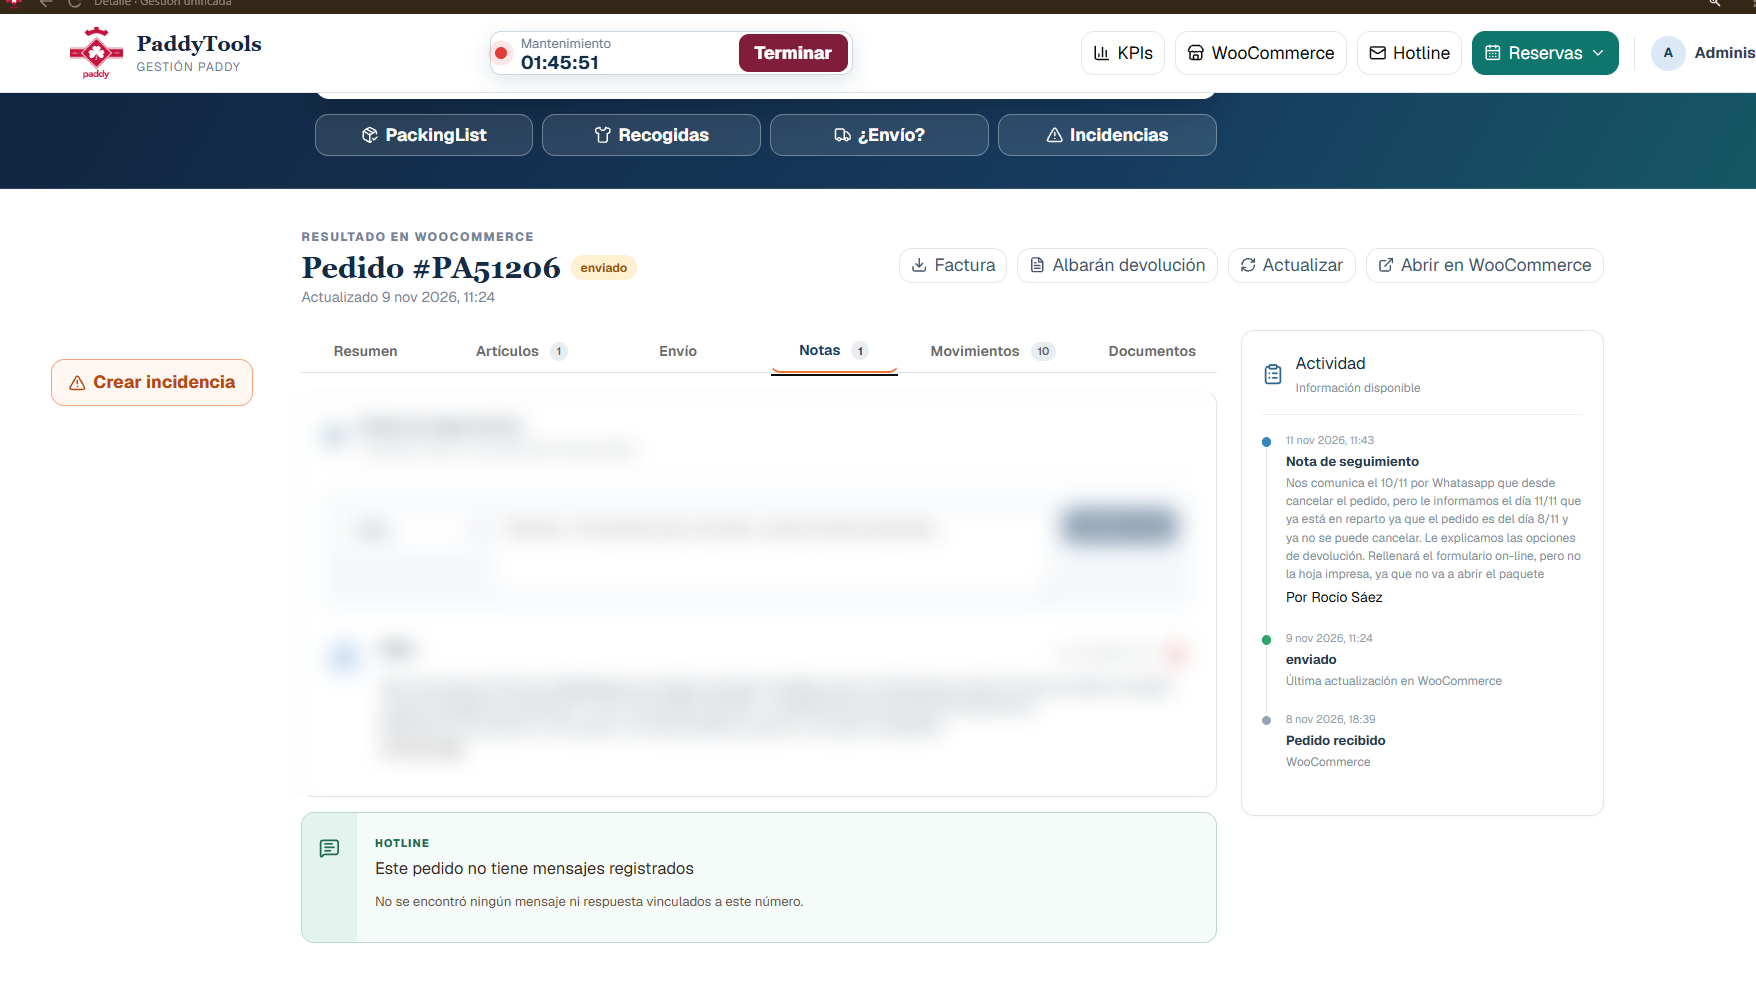 Detalle · Gestión unificada
paddy
PaddyTools
GESTIÓN PADDY
Mantenimiento
01:45:51
Terminar
KPIs
WooCommerce
Hotline
Reservas
A
Adminis
PackingList
Recogidas
¿Envío?
Incidencias
RESULTADO EN WOOCOMMERCE
Pedido #PA51206
enviado
Actualizado 9 nov 2026, 11:24
Factura
Albarán devolución
Actualizar
Abrir en WooCommerce
Crear incidencia
Resumen
Artículos 1
Envío
Notas 1
Movimientos 10
Documentos
Actividad
Información disponible
11 nov 2026, 11:43
Nota de seguimiento
Nos comunica el 10/11 por Whatasapp que desde
cancelar el pedido, pero le informamos el día 11/11 que
ya está en reparto ya que el pedido es del día 8/11 y
ya no se puede cancelar. Le explicamos las opciones
de devolución. Rellenará el formulario on-line, pero no
la hoja impresa, ya que no va a abrir el paquete
Por Rocío Sáez
9 nov 2026, 11:24
enviado
Última actualización en WooCommerce
8 nov 2026, 18:39
Pedido recibido
WooCommerce
HOTLINE
Este pedido no tiene mensajes registrados
No se encontró ningún mensaje ni respuesta vinculados a este número.